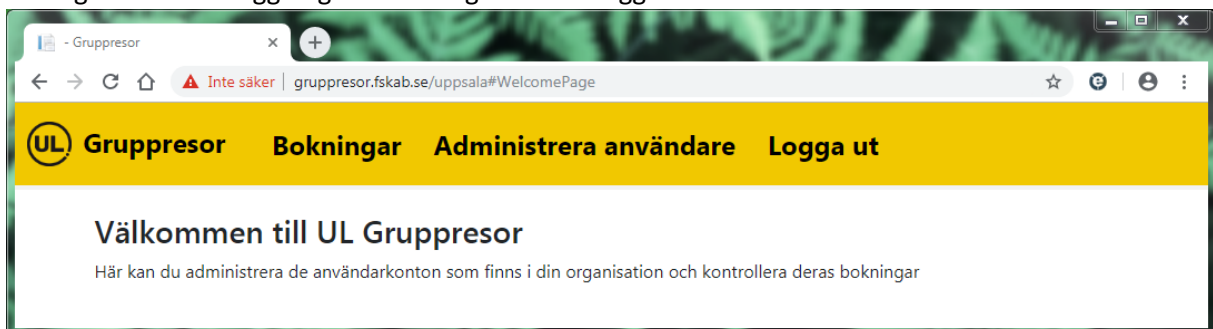 - Gruppresor
Inte säker | gruppresor.fskab.se/uppsala#WelcomePage
UL Gruppresor Bokningar Administrera användare Logga ut
Välkommen till UL Gruppresor
Här kan du administrera de användarkonton som finns i din organisation och kontrollera deras bokningar